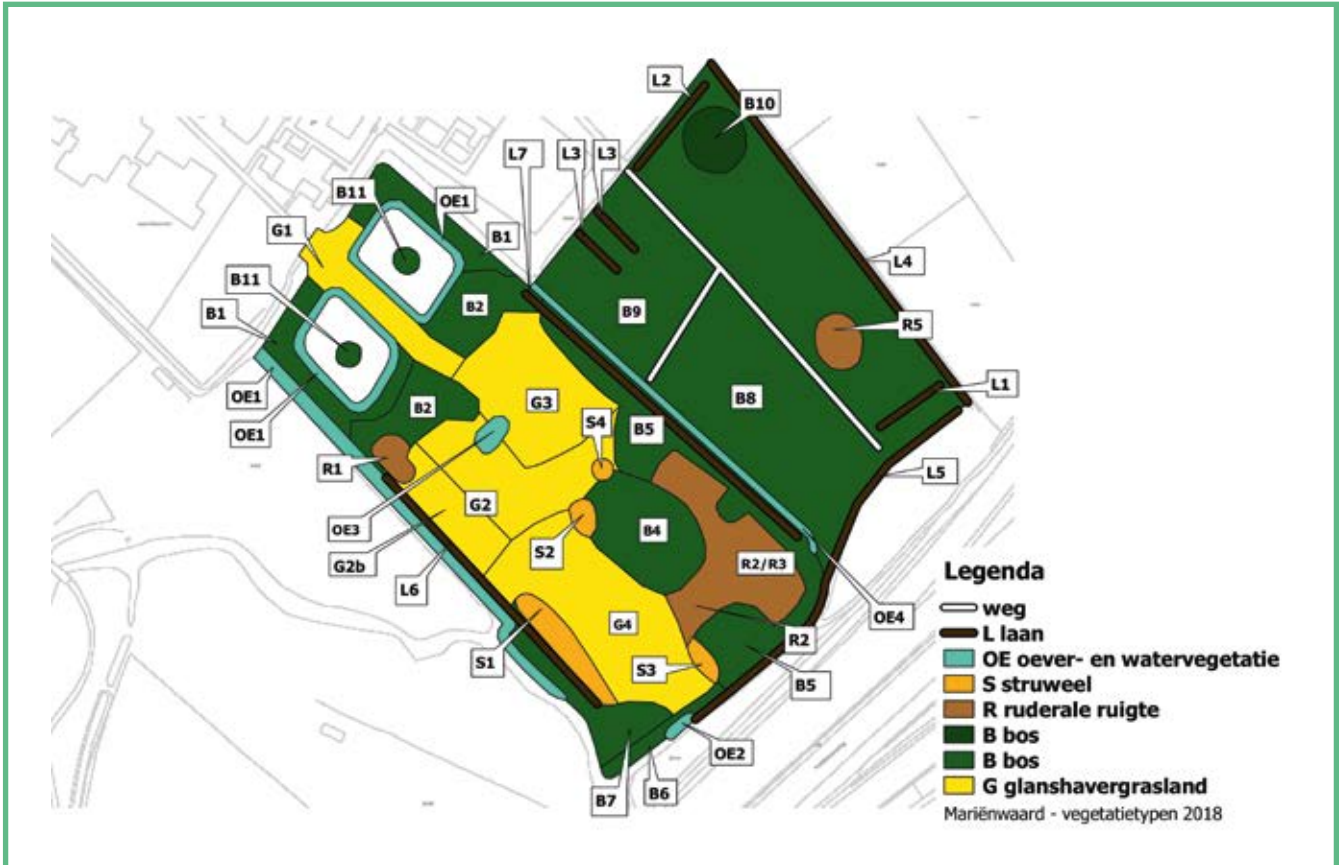 L2
B10
L7
L3
L3
B11
OE1
G1
B1
L4
B11
B2
B9
R5
B1
L1
OE1
G3
B8
B2
S4
B5
OE1
L5
R1
G2
OE3
B4
S2
R2/R3
G2b
L6
OE4
G4
R2
S1
S3
B5
OE2
B7
B6
Legenda
weg
L laan
OE oever- en watervegetatie
S struweel
R ruderale ruigte
B bos
B bos
G glanshavergrasland
Mariënwaard - vegetatietypen 2018